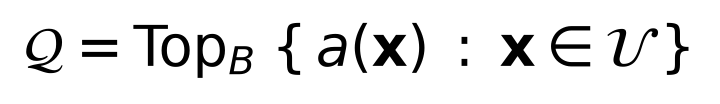 𝒬 = Top_B { a(𝐱) : 𝐱 ∈ 𝒰 }